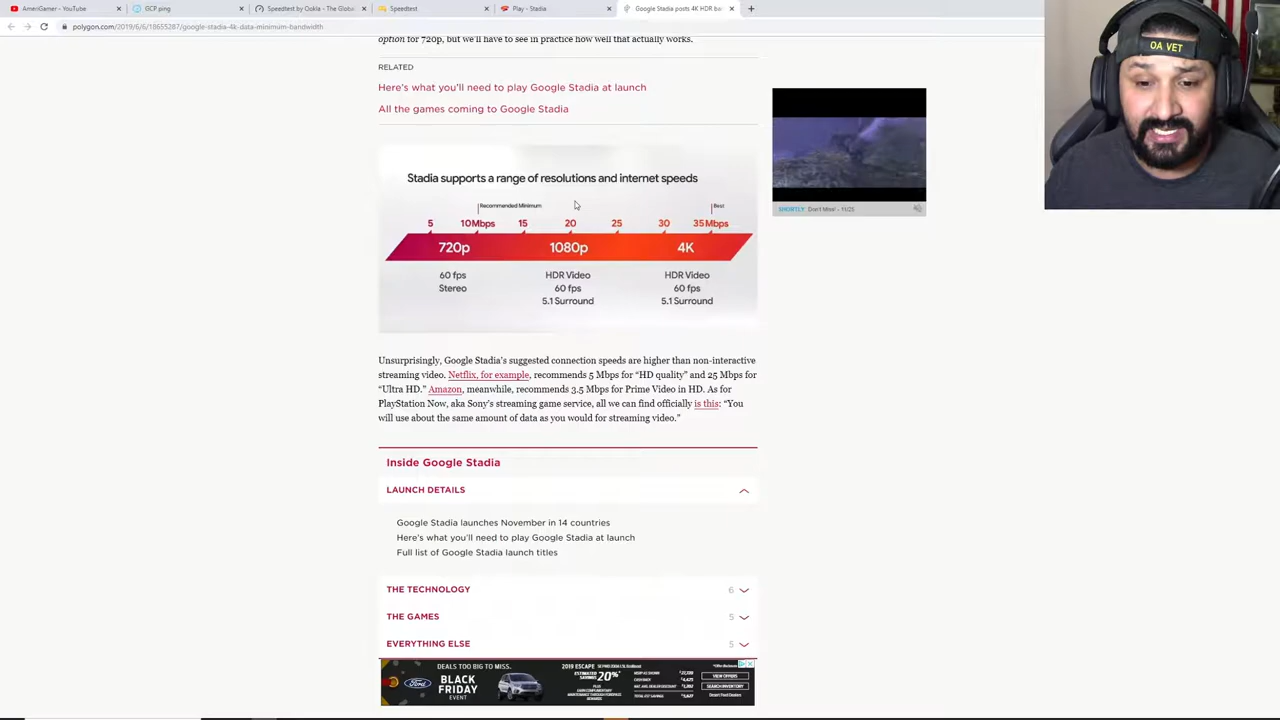 AmeriGamer - YouTube
GCP ping
Speedtest by Ookla - The Global
Speedtest
Play - Stadia
Google Stadia posts 4K HDR ba
polygon.com/2019/6/6/18655287/google-stadia-4k-data-minimum-bandwidth
option for 720p, but we'll have to see in practice how well that actually works.
RELATED
Here's what you'll need to play Google Stadia at launch
All the games coming to Google Stadia
Stadia supports a range of resolutions and internet speeds
Recommended Minimum
Best
5 10Mbps 15 20 25 30 35Mbps
720p 1080p 4K
60 fps
Stereo
HDR Video
60 fps
5.1 Surround
HDR Video
60 fps
5.1 Surround
SHORTLY: Don't Miss!
OA VET
Unsurprisingly, Google Stadia's suggested connection speeds are higher than non-interactive
streaming video. Netflix, for example, recommends 5 Mbps for "HD quality" and 25 Mbps for
"Ultra HD." Amazon, meanwhile, recommends 3.5 Mbps for Prime Video in HD. As for
PlayStation Now, aka Sony's streaming game service, all we can find officially is this: "You
will use about the same amount of data as you would for streaming video."
Inside Google Stadia
LAUNCH DETAILS
Google Stadia launches November in 14 countries
Here's what you'll need to play Google Stadia at launch
Full list of Google Stadia launch titles
THE TECHNOLOGY 6
THE GAMES 5
EVERYTHING ELSE 5
DEALS TOO BIG TO MISS.
Ford
BLACK
FRIDAY
EVENT
2019 ESCAPE
ESTIMATED
SAVINGS 20%
VIEW OFFERS
SEARCH INVENTORY